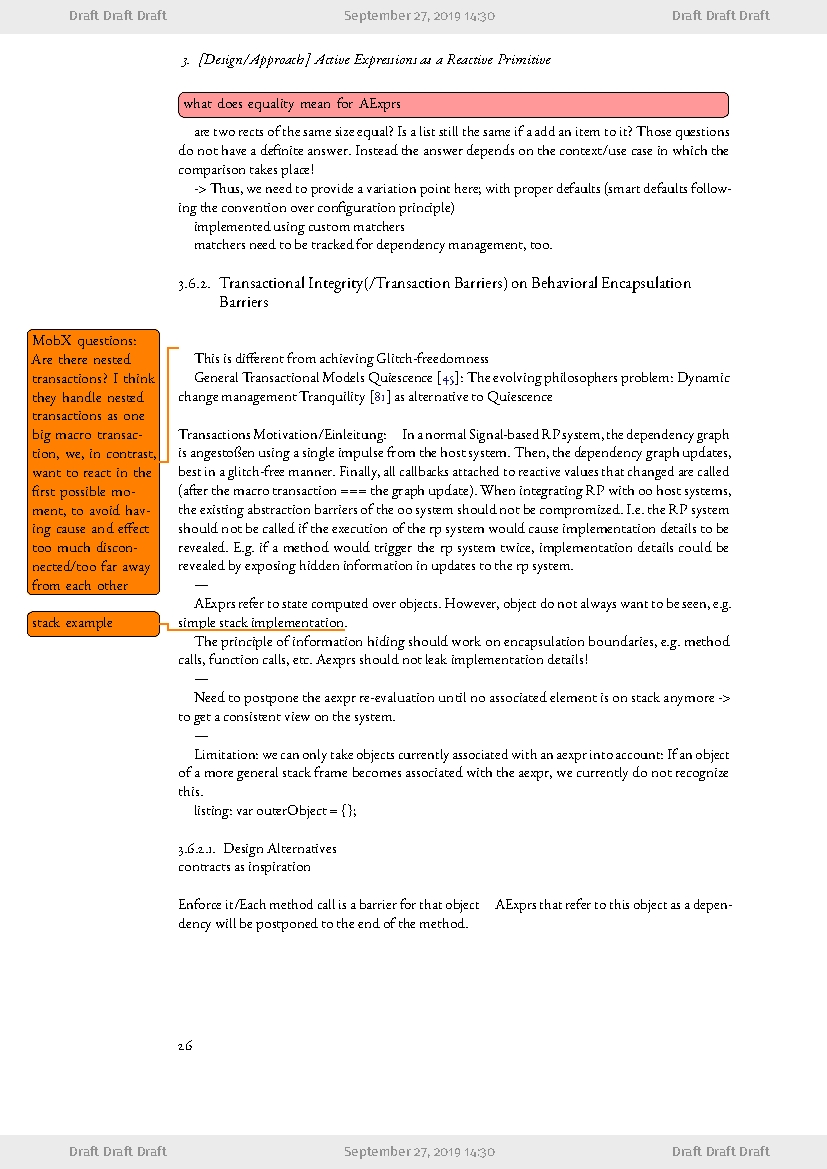 Draft Draft Draft September 27, 2019 14:30 Draft Draft Draft
3. [Design/Approach] Active Expressions as a Reactive Primitive
what does equality mean for AExprs
are two rects of the same size equal? Is a list still the same if a add an item to it? Those questions
do not have a definite answer. Instead the answer depends on the context/use case in which the
comparison takes place!
-> Thus, we need to provide a variation point here; with proper defaults (smart defaults follow-
ing the convention over configuration principle)
implemented using custom matchers
matchers need to be tracked for dependency management, too.
3.6.2. Transactional Integrity(/Transaction Barriers) on Behavioral Encapsulation
Barriers
MobX questions:
Are there nested
transactions? I think
they handle nested
transactions as one
big macro transac-
tion, we, in contrast,
want to react in the
first possible mo-
ment, to avoid hav-
ing cause and effect
too much discon-
nected/too far away
from each other
This is different from achieving Glitch-freedomness
General Transactional Models Quiescence [45]: The evolving philosophers problem: Dynamic
change management Tranquility [81] as alternative to Quiescence
Transactions Motivation/Einleitung: In a normal Signal-based RP system, the dependency graph
is angestoßen using a single impulse from the host system. Then, the dependency graph updates,
best in a glitch-free manner. Finally, all callbacks attached to reactive values that changed are called
(after the macro transaction === the graph update). When integrating RP with oo host systems,
the existing abstraction barriers of the oo system should not be compromized. I.e. the RP system
should not be called if the execution of the rp system would cause implementation details to be
revealed. E.g. if a method would trigger the rp system twice, implementation details could be
revealed by exposing hidden information in updates to the rp system.
—
AExprs refer to state computed over objects. However, object do not always want to be seen, e.g.
simple stack implementation.
stack example
The principle of information hiding should work on encapsulation boundaries, e.g. method
calls, function calls, etc. Aexprs should not leak implementation details!
—
Need to postpone the aexpr re-evaluation until no associated element is on stack anymore ->
to get a consistent view on the system.
—
Limitation: we can only take objects currently associated with an aexpr into account: If an object
of a more general stack frame becomes associated with the aexpr, we currently do not recognize
this.
listing: var outerObject = {};
3.6.2.1. Design Alternatives
contracts as inspiration
Enforce it/Each method call is a barrier for that object AExprs that refer to this object as a depen-
dency will be postponed to the end of the method.
26
Draft Draft Draft September 27, 2019 14:30 Draft Draft Draft